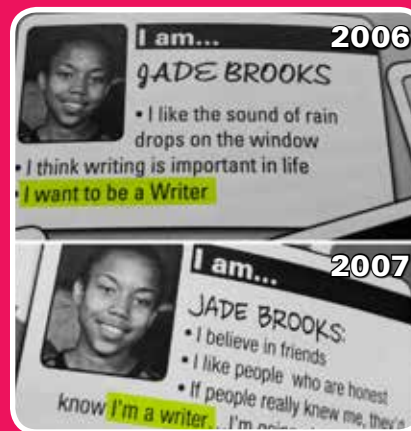 I am... 2006
JADE BROOKS
• I like the sound of rain
drops on the window
• I think writing is important in life
• I want to be a Writer
I am... 2007
JADE BROOKS:
• I believe in friends
• I like people who are honest
• If people really knew me, they'd
know I'm a writer...I'm